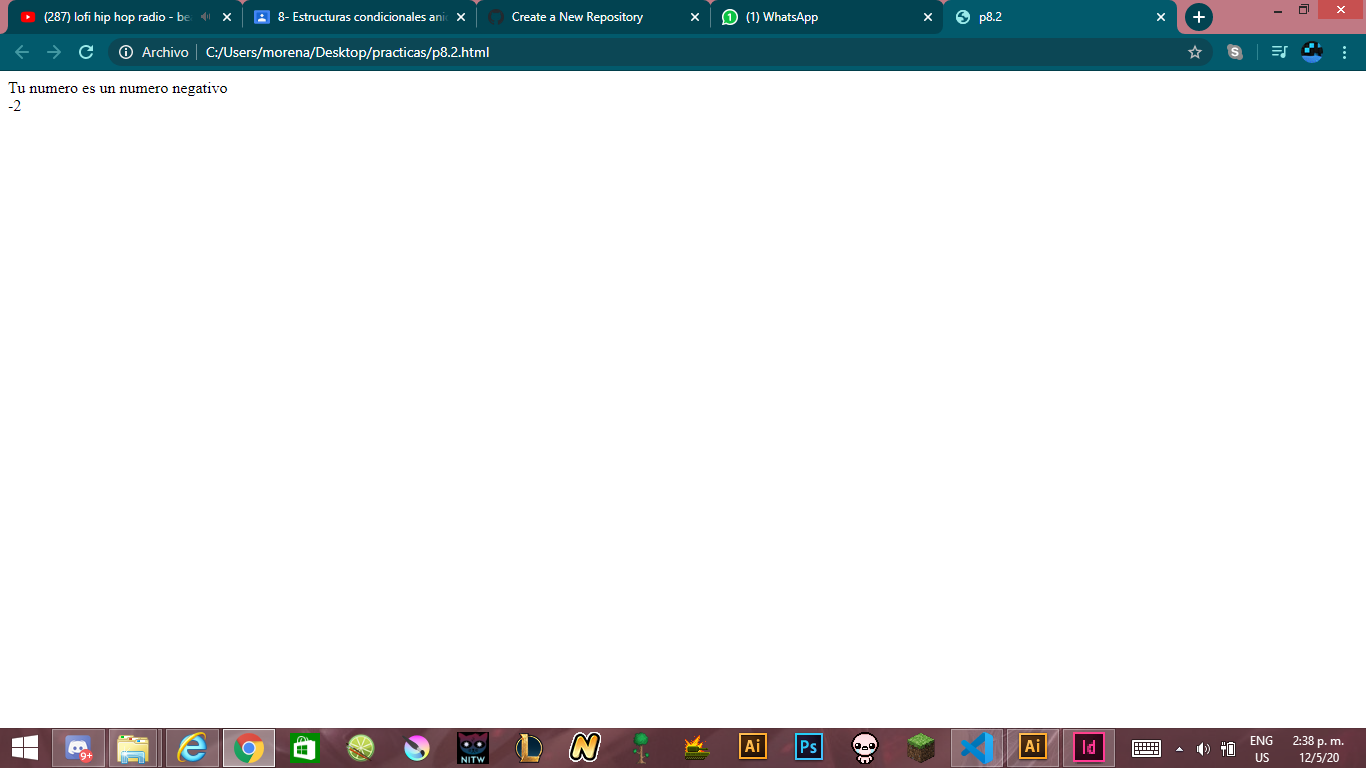 (287) lofi hip hop radio - bea
8- Estructuras condicionales ani
Create a New Repository
1 (1) WhatsApp
p8.2
Archivo C:/Users/morena/Desktop/practicas/p8.2.html
Tu numero es un numero negativo
-2
9+
NITW
L
N
Ai
Ps
Ai
Id
ENG
US
2:38 p. m.
12/5/20